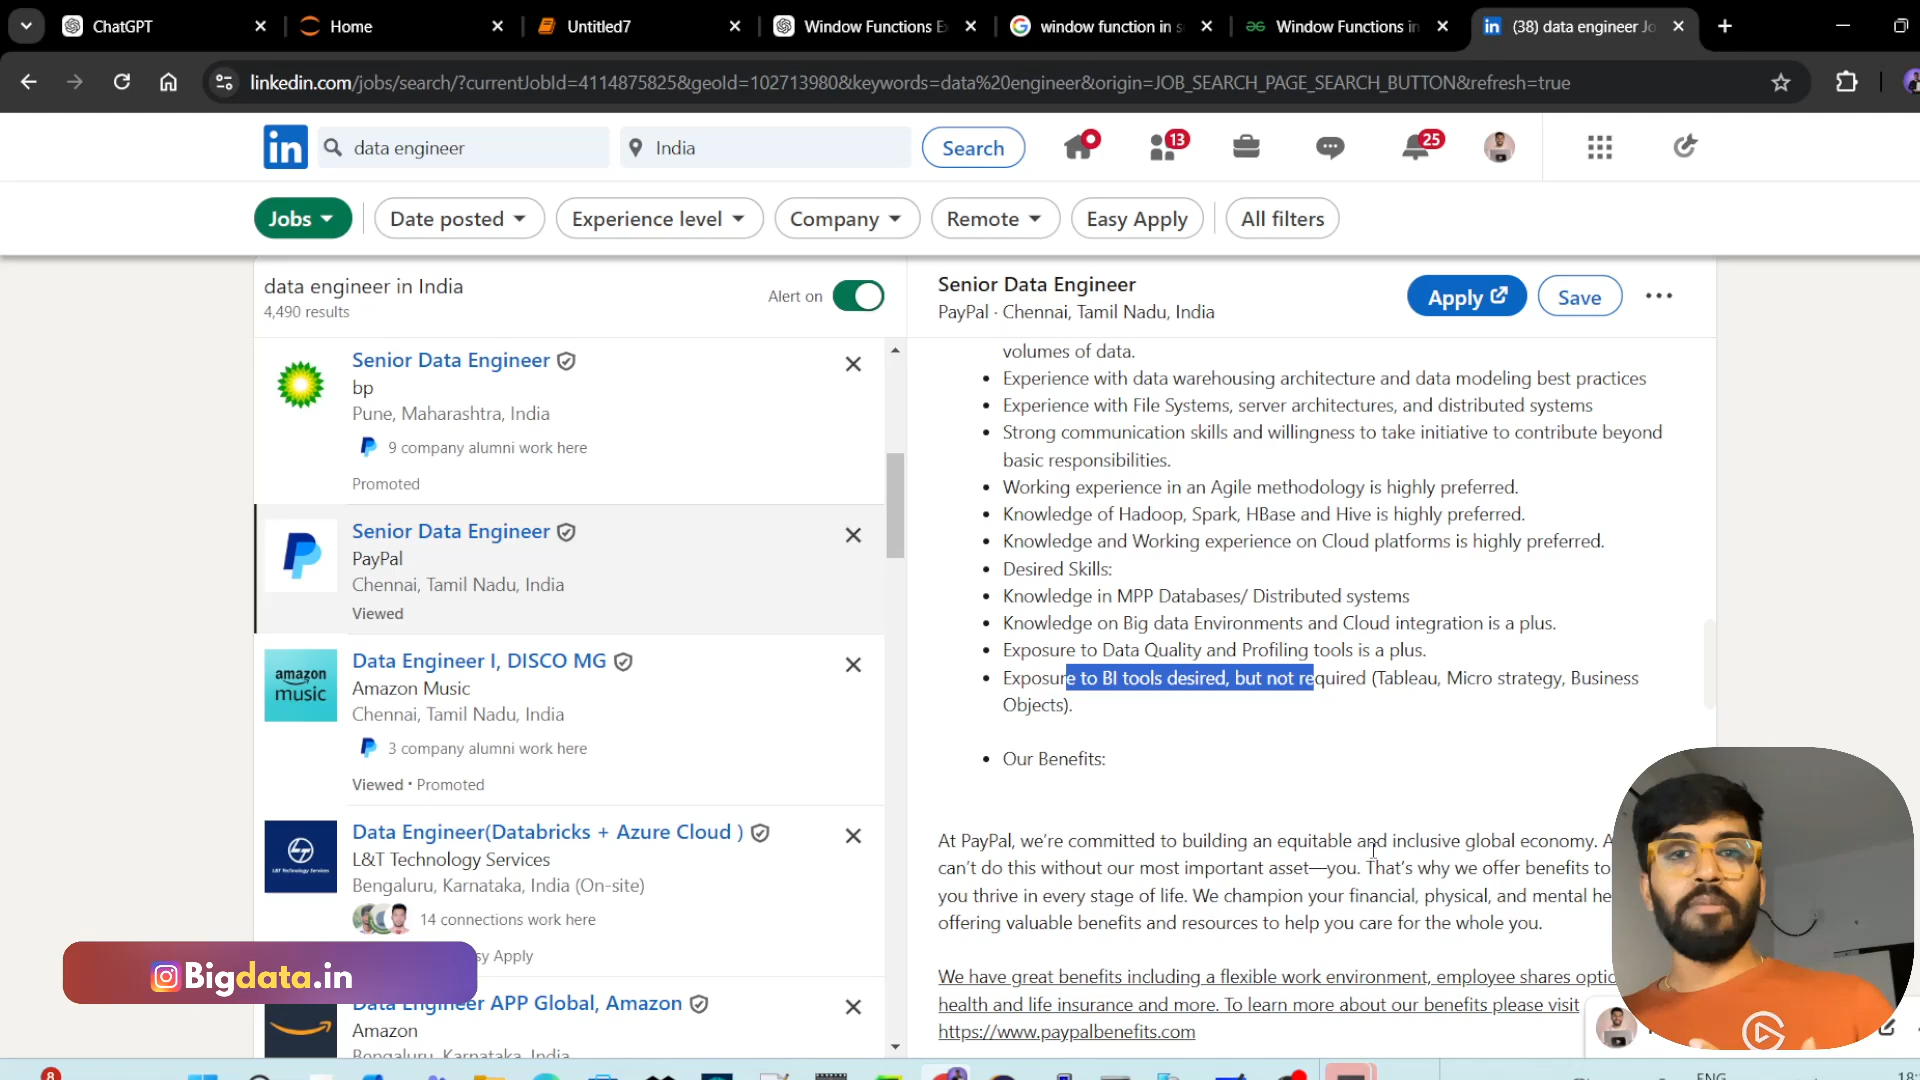 ChatGPT
Home
Untitled7
Window Functions E
window function in s
Window Functions in
(38) data engineer Jo
linkedin.com/jobs/search/?currentJobId=4114875825&geoId=102713980&keywords=data%20engineer&origin=JOB_SEARCH_PAGE_SEARCH_BUTTON&refresh=true
in
data engineer
India
Search
13
25
Jobs
Date posted
Experience level
Company
Remote
Easy Apply
All filters
data engineer in India
4,490 results
Alert on
Senior Data Engineer
bp
Pune, Maharashtra, India
9 company alumni work here
Promoted
Senior Data Engineer
PayPal
Chennai, Tamil Nadu, India
Viewed
amazon music
Data Engineer I, DISCO MG
Amazon Music
Chennai, Tamil Nadu, India
3 company alumni work here
Viewed • Promoted
L&T Technology Services
Data Engineer(Databricks + Azure Cloud )
L&T Technology Services
Bengaluru, Karnataka, India (On-site)
14 connections work here
sy Apply
Data Engineer APP Global, Amazon
Amazon
Bengaluru, Karnataka, India
Senior Data Engineer
PayPal · Chennai, Tamil Nadu, India
Apply
Save
volumes of data.
• Experience with data warehousing architecture and data modeling best practices
• Experience with File Systems, server architectures, and distributed systems
• Strong communication skills and willingness to take initiative to contribute beyond
basic responsibilities.
• Working experience in an Agile methodology is highly preferred.
• Knowledge of Hadoop, Spark, HBase and Hive is highly preferred.
• Knowledge and Working experience on Cloud platforms is highly preferred.
• Desired Skills:
• Knowledge in MPP Databases/ Distributed systems
• Knowledge on Big data Environments and Cloud integration is a plus.
• Exposure to Data Quality and Profiling tools is a plus.
• Exposure to BI tools desired, but not required (Tableau, Micro strategy, Business
Objects).
• Our Benefits:
At PayPal, we're committed to building an equitable and inclusive global economy. A
can't do this without our most important asset—you. That's why we offer benefits to
you thrive in every stage of life. We champion your financial, physical, and mental he
offering valuable benefits and resources to help you care for the whole you.
We have great benefits including a flexible work environment, employee shares optio
health and life insurance and more. To learn more about our benefits please visit
https://www.paypalbenefits.com
Bigdata.in
8
ENG
18: